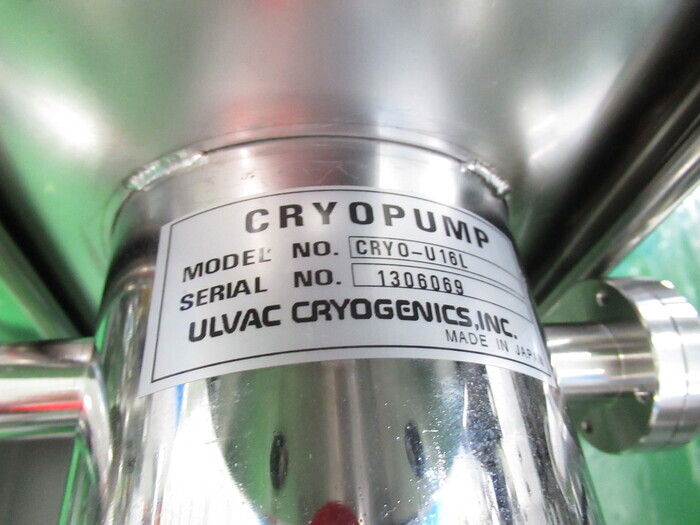 CRYOPUMP
MODEL NO. CRYO-U16L
SERIAL NO. 1306069
ULVAC CRYOGENICS,INC.
MADE IN JAPAN